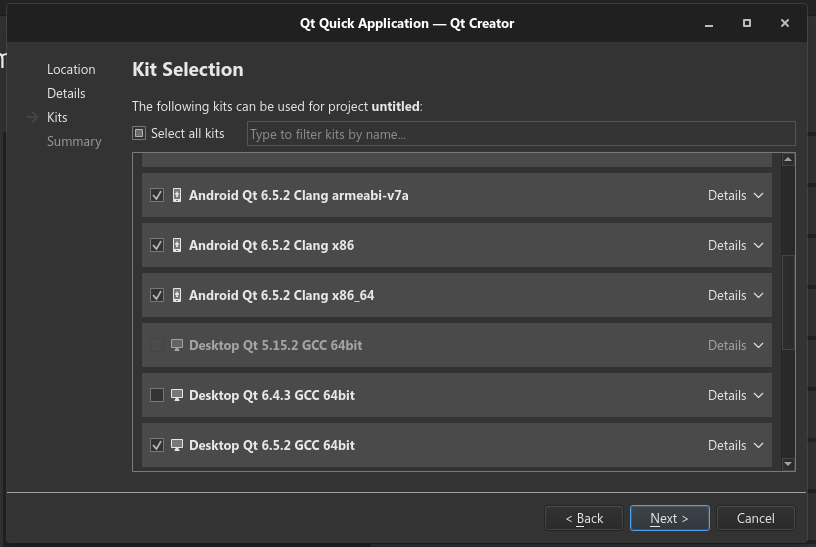 Qt Quick Application — Qt Creator
Location
Details
Kits
Summary
Kit Selection
The following kits can be used for project untitled:
Select all kits
Type to filter kits by name...
Android Qt 6.5.2 Clang armeabi-v7a Details
Android Qt 6.5.2 Clang x86 Details
Android Qt 6.5.2 Clang x86_64 Details
Desktop Qt 5.15.2 GCC 64bit Details
Desktop Qt 6.4.3 GCC 64bit Details
Desktop Qt 6.5.2 GCC 64bit Details
< Back Next > Cancel